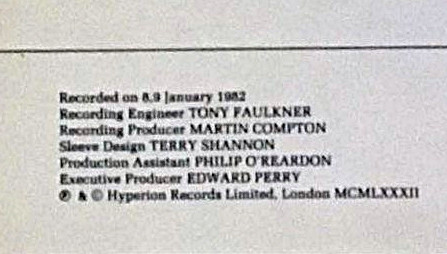 Recorded on 8,9 January 1982
Recording Engineer TONY FAULKNER
Recording Producer MARTIN COMPTON
Sleeve Design TERRY SHANNON
Production Assistant PHILIP O'REARDON
Executive Producer EDWARD PERRY
℗ & © Hyperion Records Limited, London MCMLXXXII